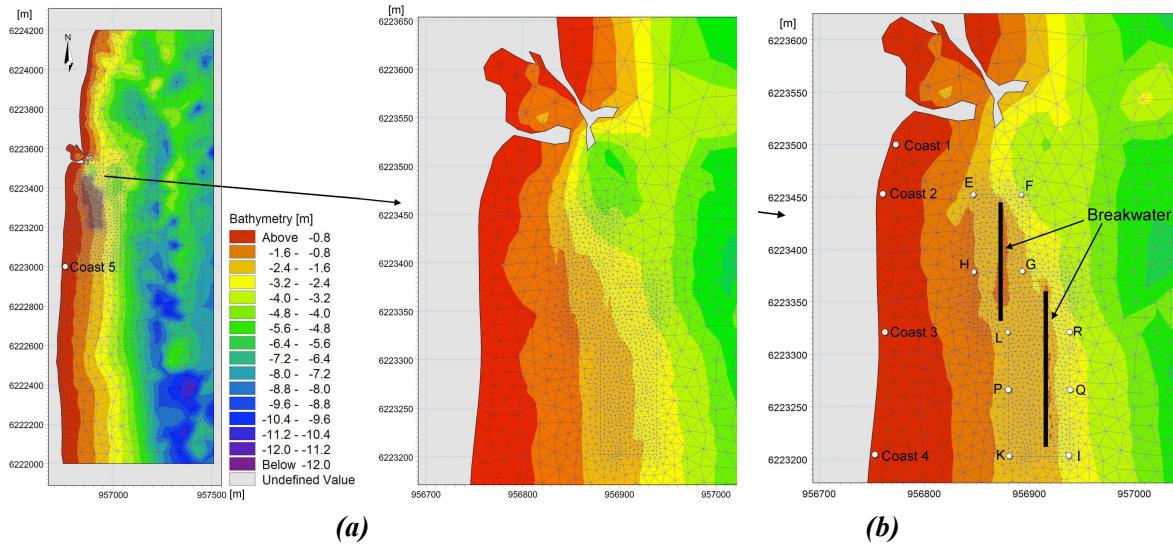 [m]
N
6224200
6224000
6223800
6223600
6223400
6223200
6223000
6222800
6222600
6222400
6222200
6222000
Coast 5
957000
957500
[m]
Bathymetry [m]
Above -0.8
-1.6 - -0.8
-2.4 - -1.6
-3.2 - -2.4
-4.0 - -3.2
-4.8 - -4.0
-5.6 - -4.8
-6.4 - -5.6
-7.2 - -6.4
-8.0 - -7.2
-8.8 - -8.0
-9.6 - -8.8
-10.4 - -9.6
-11.2 - -10.4
-12.0 - -11.2
Below -12.0
Undefined Value
[m]
6223650
6223600
6223550
6223500
6223450
6223400
6223350
6223300
6223250
6223200
956700
956800
956900
957000
[m]
6223600
6223550
6223500
6223450
6223400
6223350
6223300
6223250
6223200
Coast 1
Coast 2
E
F
Breakwater
H
G
Coast 3
L
R
P
Q
Coast 4
K
I
956700
956800
956900
957000
(a)
(b)